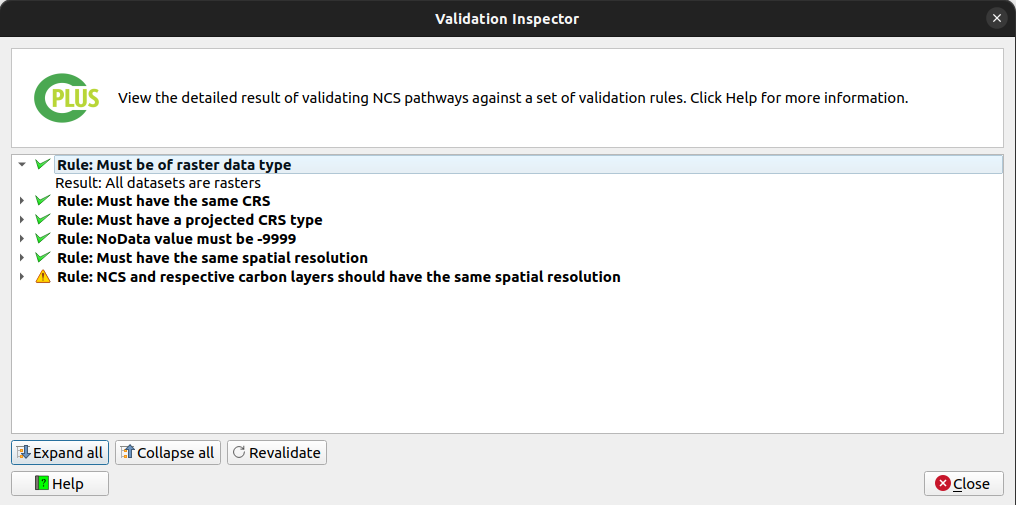 Validation Inspector
CPLUS
View the detailed result of validating NCS pathways against a set of validation rules. Click Help for more information.
Rule: Must be of raster data type
Result: All datasets are rasters
Rule: Must have the same CRS
Rule: Must have a projected CRS type
Rule: NoData value must be -9999
Rule: Must have the same spatial resolution
Rule: NCS and respective carbon layers should have the same spatial resolution
Expand all Collapse all Revalidate
Help Close